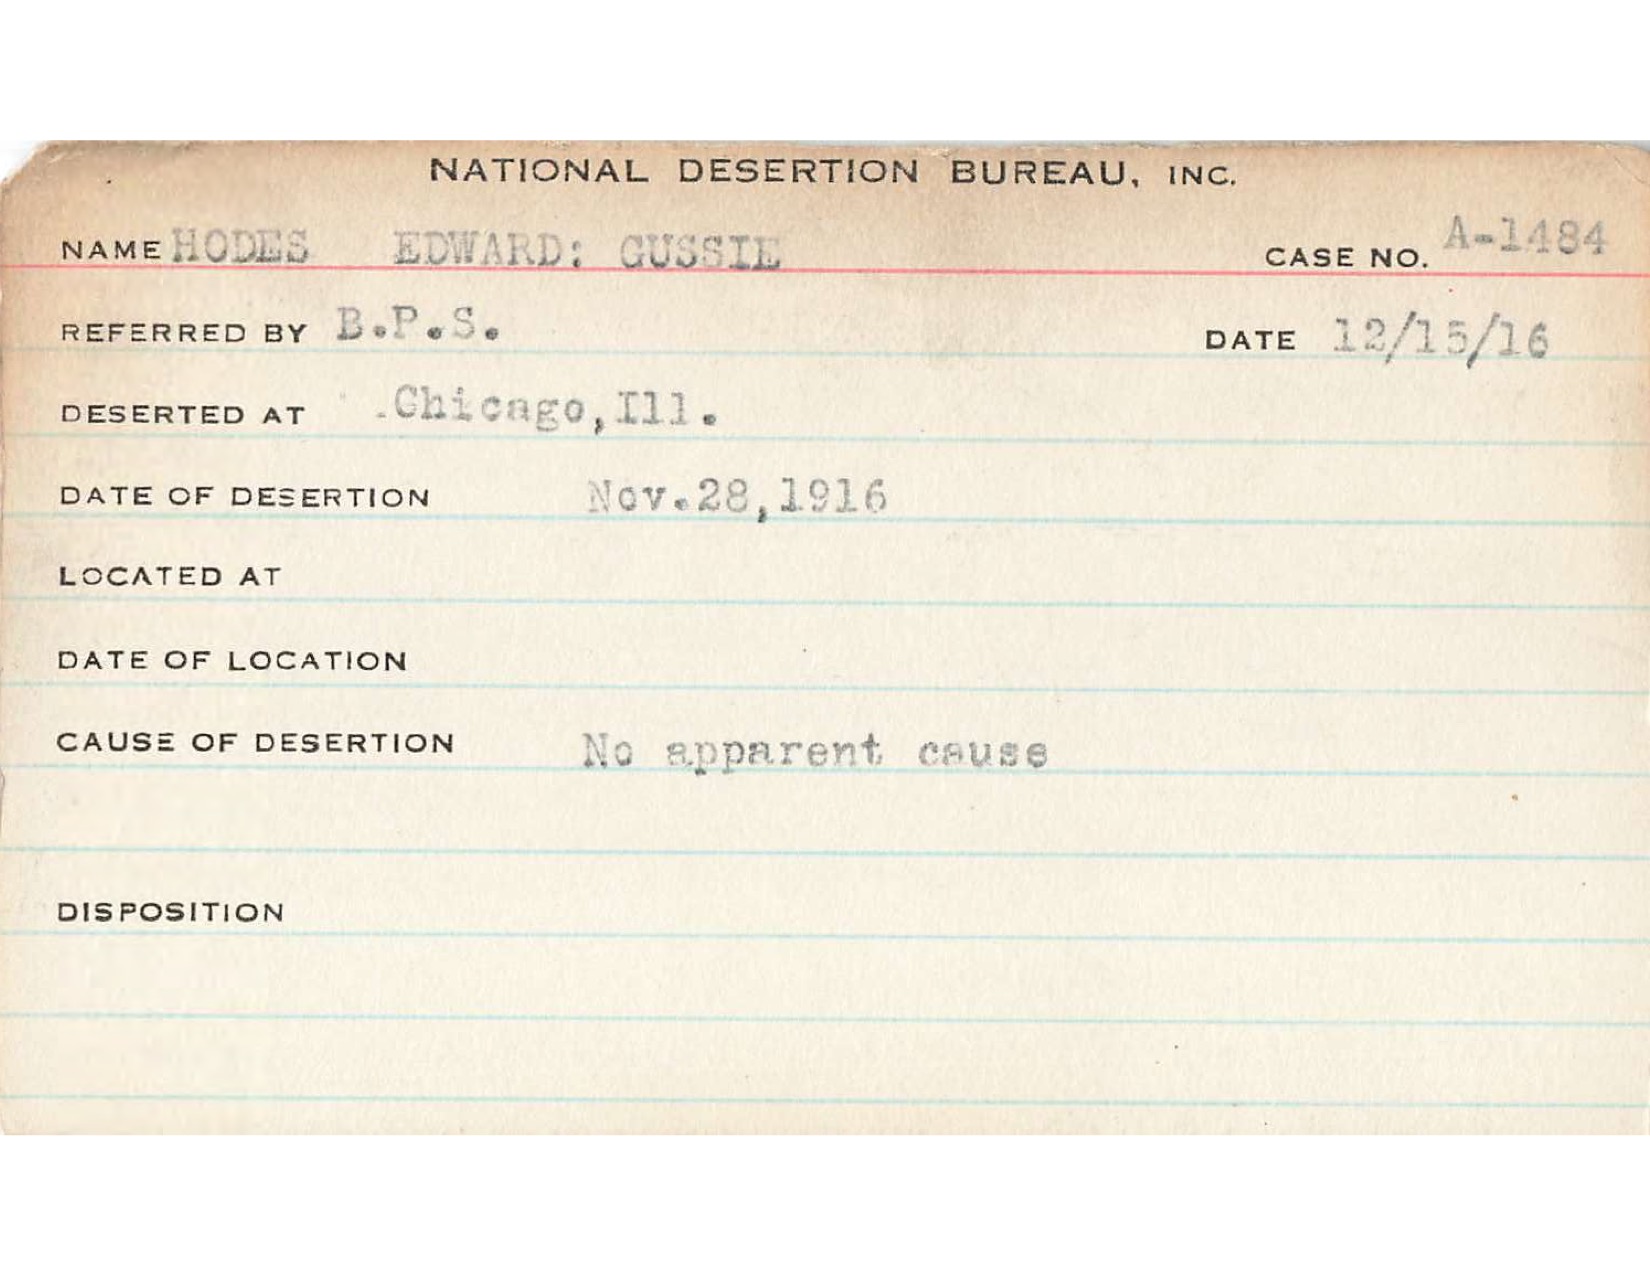 NATIONAL DESERTION BUREAU, INC.
NAME HODES EDWARD: GUSSIE CASE NO. A-1484
REFERRED BY B.P.S. DATE 12/15/16
DESERTED AT .Chicago,Ill.
DATE OF DESERTION Nov.28,1916
LOCATED AT
DATE OF LOCATION
CAUSE OF DESERTION No apparent cause
DISPOSITION